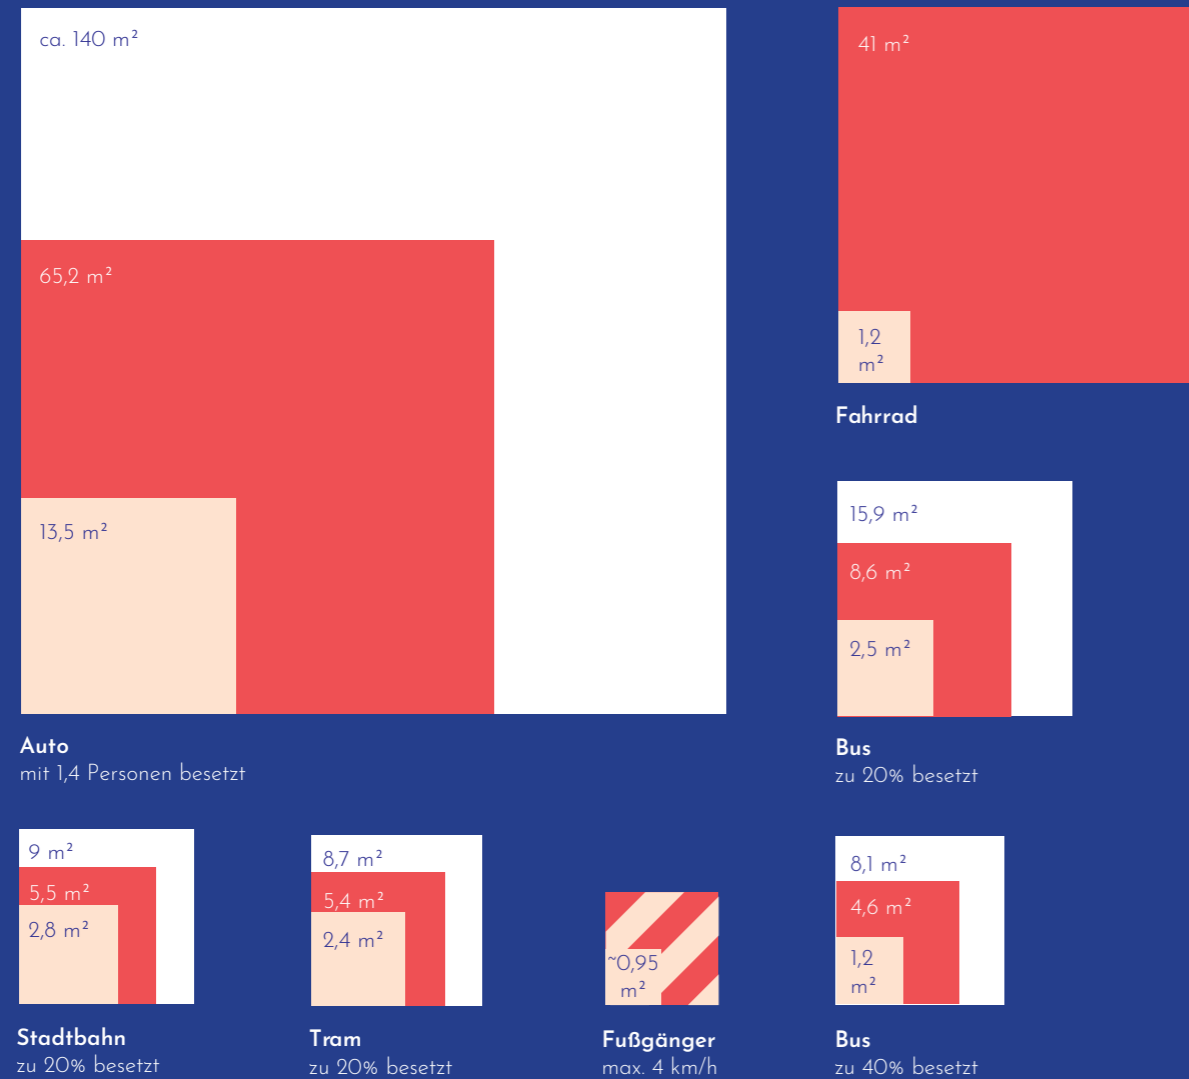 ca. 140 m²
65,2 m²
13,5 m²
Auto
mit 1,4 Personen besetzt
41 m²
1,2
m²
Fahrrad
15,9 m²
8,6 m²
2,5 m²
Bus
zu 20% besetzt
9 m²
5,5 m²
2,8 m²
Stadtbahn
zu 20% besetzt
8,7 m²
5,4 m²
2,4 m²
Tram
zu 20% besetzt
~0,95
m²
Fußgänger
max. 4 km/h
8,1 m²
4,6 m²
1,2
m²
Bus
zu 40% besetzt